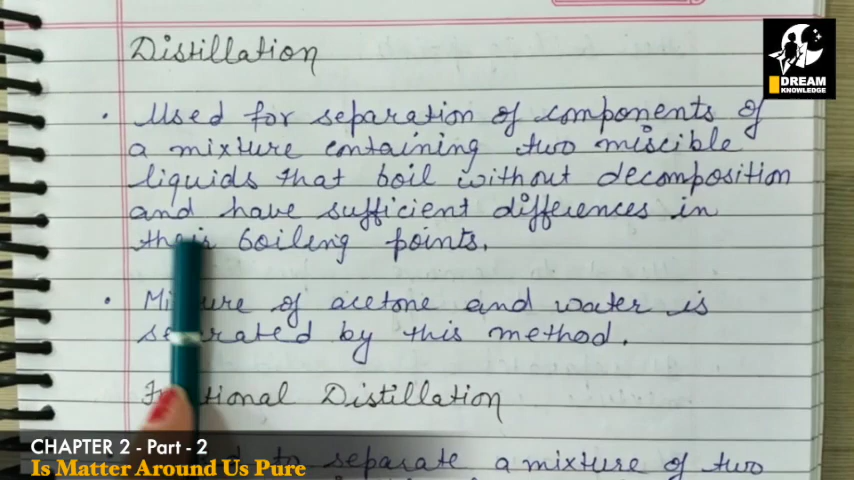 Distillation
DREAM
KNOWLEDGE
• Used for separation of components of
a mixture containing two miscible
liquids that boil without decomposition
and have sufficient differences in
their boiling points.
• Mixture of acetone and water is
separated by this method.
Fractional Distillation
to separate a mixture of two
CHAPTER 2 - Part - 2
Is Matter Around Us Pure